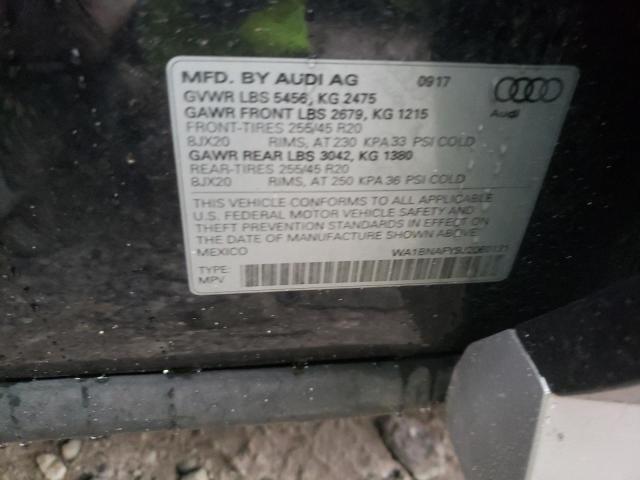 MFD. BY AUDI AG 0917
GVWR LBS 5456, KG 2475
GAWR FRONT LBS 2679, KG 1215
FRONT-TIRES 255/45 R20
8JX20 RIMS, AT 230 KPA 33 PSI COLD
GAWR REAR LBS 3042, KG 1380
REAR-TIRES 255/45 R20
8JX20 RIMS, AT 250 KPA 36 PSI COLD
Audi
THIS VEHICLE CONFORMS TO ALL APPLICABLE
U.S. FEDERAL MOTOR VEHICLE SAFETY AND
THEFT PREVENTION STANDARDS IN EFFECT ON
THE DATE OF MANUFACTURE SHOWN ABOVE.
MEXICO
TYPE:
MPV